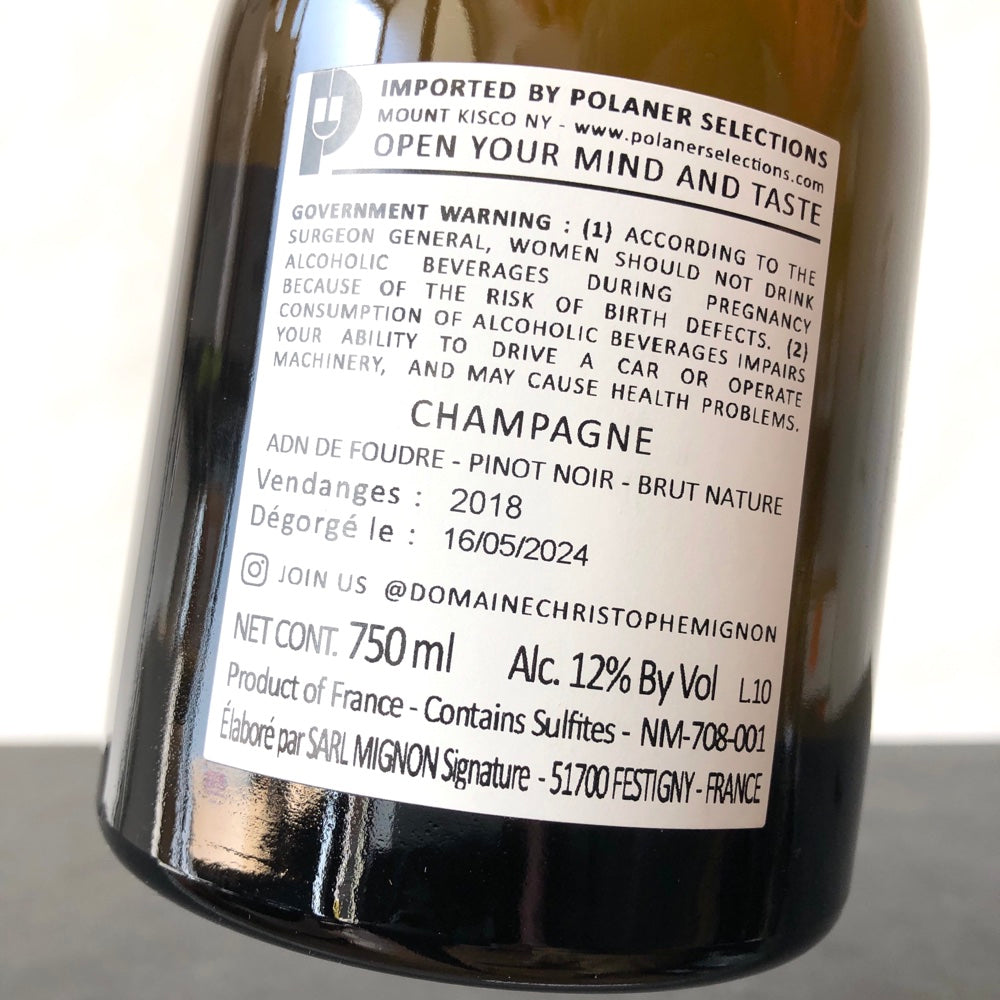 IMPORTED BY POLANER SELECTIONS
MOUNT KISCO NY - www.polanerselections.com
OPEN YOUR MIND AND TASTE
GOVERNMENT WARNING : (1) ACCORDING TO THE
SURGEON GENERAL, WOMEN SHOULD NOT DRINK
ALCOHOLIC BEVERAGES DURING PREGNANCY
BECAUSE OF THE RISK OF BIRTH DEFECTS. (2)
CONSUMPTION OF ALCOHOLIC BEVERAGES IMPAIRS
YOUR ABILITY TO DRIVE A CAR OR OPERATE
MACHINERY, AND MAY CAUSE HEALTH PROBLEMS.
CHAMPAGNE
ADN DE FOUDRE - PINOT NOIR - BRUT NATURE
Vendanges : 2018
Dégorgé le : 16/05/2024
JOIN US @DOMAINECHRISTOPHEMIGNON
NET CONT. 750 ml Alc. 12% By Vol L.10
Product of France - Contains Sulfites - NM-708-001
Élaboré par SARL MIGNON Signature - 51700 FESTIGNY - FRANCE